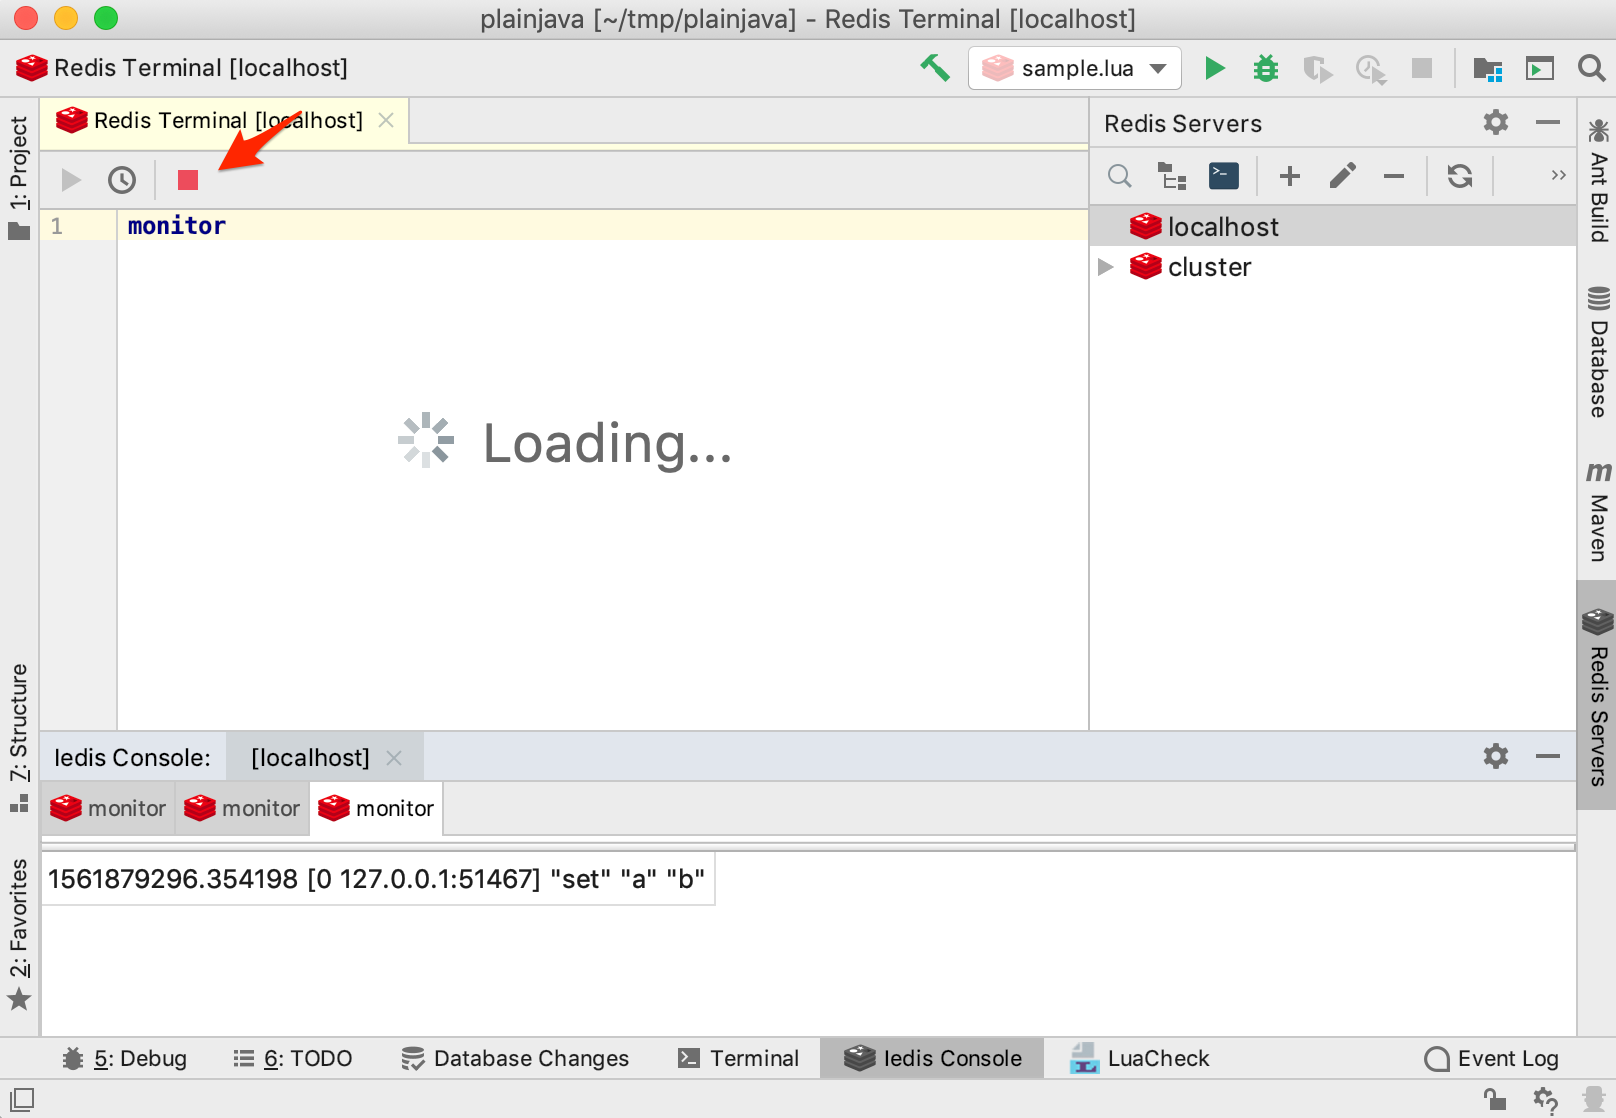 plainjava [~/tmp/plainjava] - Redis Terminal [localhost]
Redis Terminal [localhost]
sample.lua
Redis Terminal [localhost]
1: Project
1
monitor
Loading...
Redis Servers
localhost
cluster
Ant Build
Database
Maven
Redis Servers
7: Structure
2: Favorites
Iedis Console:
[localhost]
monitor
monitor
monitor
1561879296.354198 [0 127.0.0.1:51467] "set" "a" "b"
5: Debug
6: TODO
Database Changes
Terminal
Iedis Console
LuaCheck
Event Log